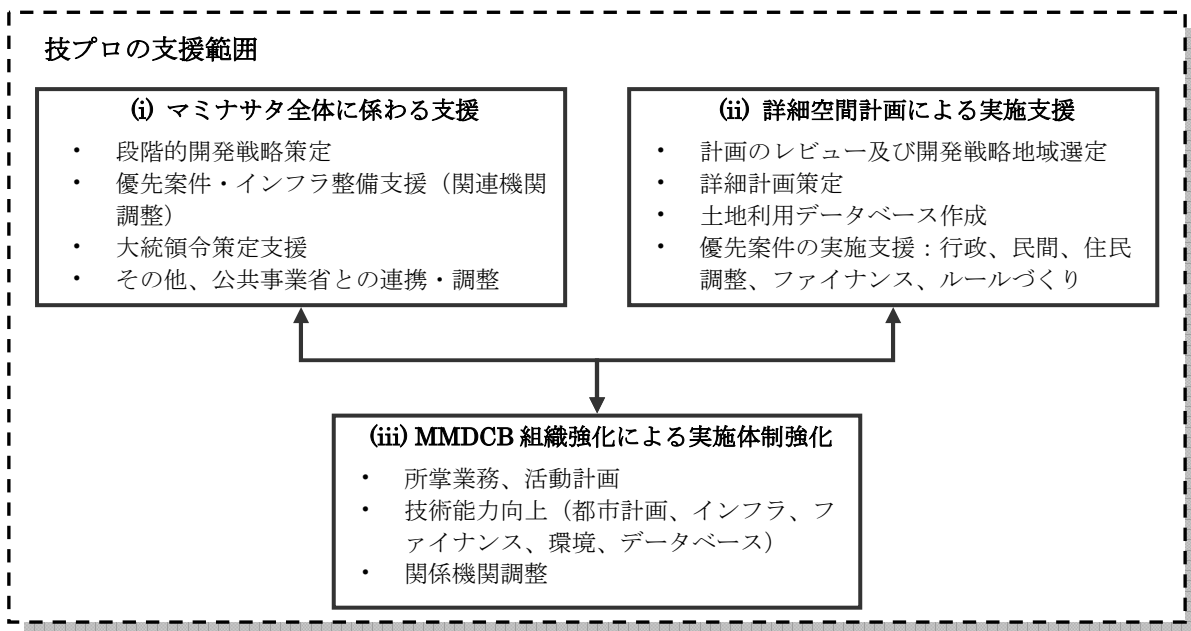 技プロの支援範囲
(i) マミナサタ全体に係わる支援
・ 段階的開発戦略策定
・ 優先案件・インフラ整備支援（関連機関
調整）
・ 大統領令策定支援
・ その他、公共事業省との連携・調整
(ii) 詳細空間計画による実施支援
・ 計画のレビュー及び開発戦略地域選定
・ 詳細計画策定
・ 土地利用データベース作成
・ 優先案件の実施支援：行政、民間、住民
調整、ファイナンス、ルールづくり
(iii) MMDCB 組織強化による実施体制強化
・ 所掌業務、活動計画
・ 技術能力向上（都市計画、インフラ、フ
ァイナンス、環境、データベース）
・ 関係機関調整